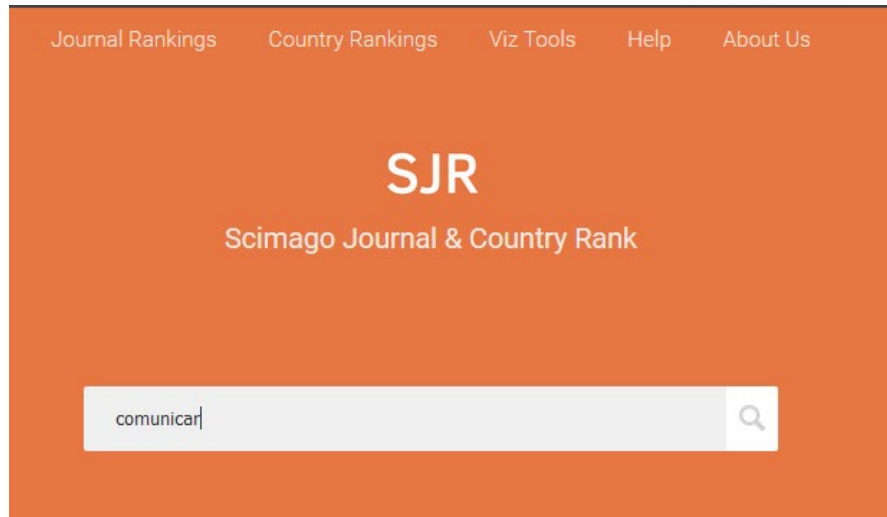 Journal Rankings Country Rankings Viz Tools Help About Us
SJR
Scimago Journal & Country Rank
comunicar